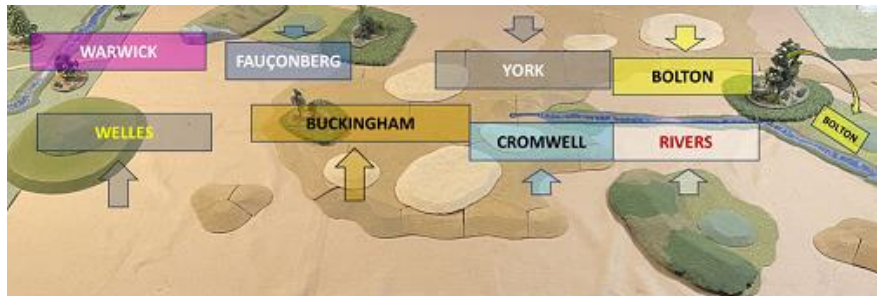 WARWICK
FAUÇONBERG
YORK
BOLTON
WELLES
BUCKINGHAM
CROMWELL
RIVERS
BOLTON